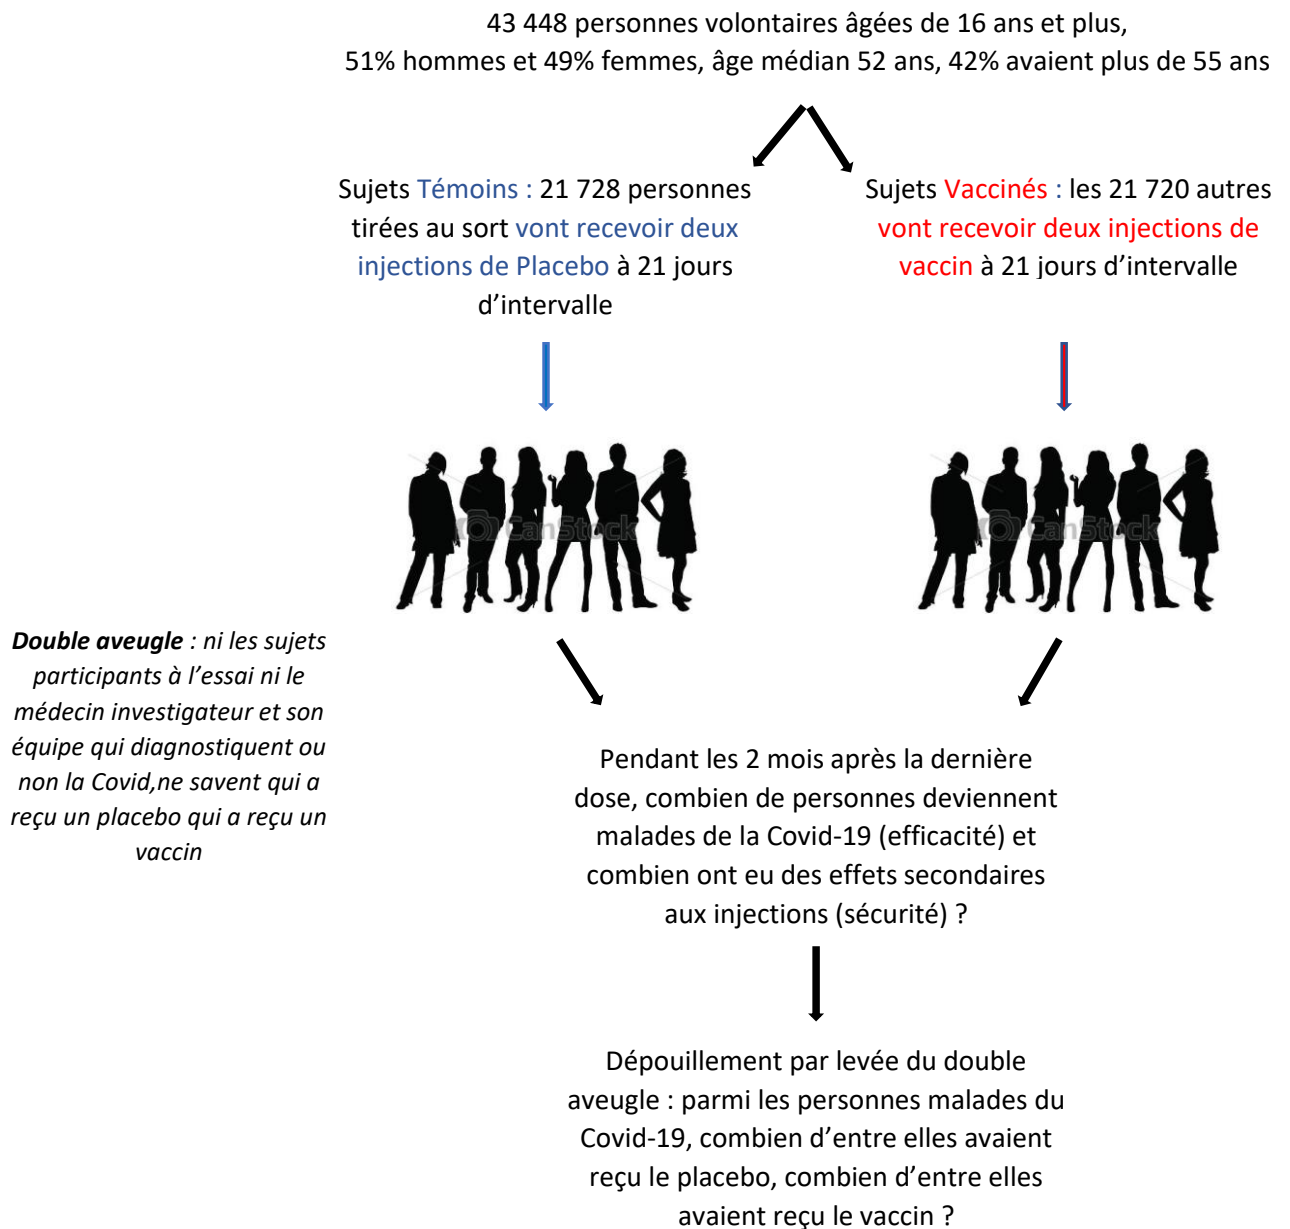 43 448 personnes volontaires âgées de 16 ans et plus,
51% hommes et 49% femmes, âge médian 52 ans, 42% avaient plus de 55 ans
Sujets Témoins : 21 728 personnes
tirées au sort vont recevoir deux
injections de Placebo à 21 jours
d’intervalle
Sujets Vaccinés : les 21 720 autres
vont recevoir deux injections de
vaccin à 21 jours d’intervalle
CanStock
CanStock
Double aveugle : ni les sujets
participants à l’essai ni le
médecin investigateur et son
équipe qui diagnostiquent ou
non la Covid,ne savent qui a
reçu un placebo qui a reçu un
vaccin
Pendant les 2 mois après la dernière
dose, combien de personnes deviennent
malades de la Covid-19 (efficacité) et
combien ont eu des effets secondaires
aux injections (sécurité) ?
Dépouillement par levée du double
aveugle : parmi les personnes malades du
Covid-19, combien d’entre elles avaient
reçu le placebo, combien d’entre elles
avaient reçu le vaccin ?